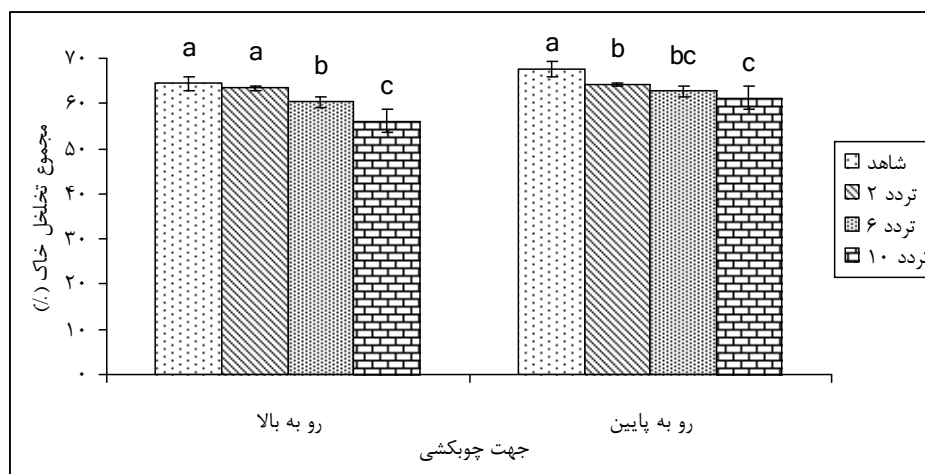 مجموع تخلخل خاک (٪)
۷۰
۶۰
۵۰
۴۰
۳۰
۲۰
۱۰
۰
a a b c
a b bc c
رو به بالا
رو به پایین
جهت چوبکشی
شاهد
۲ تردد
۶ تردد
۱۰ تردد